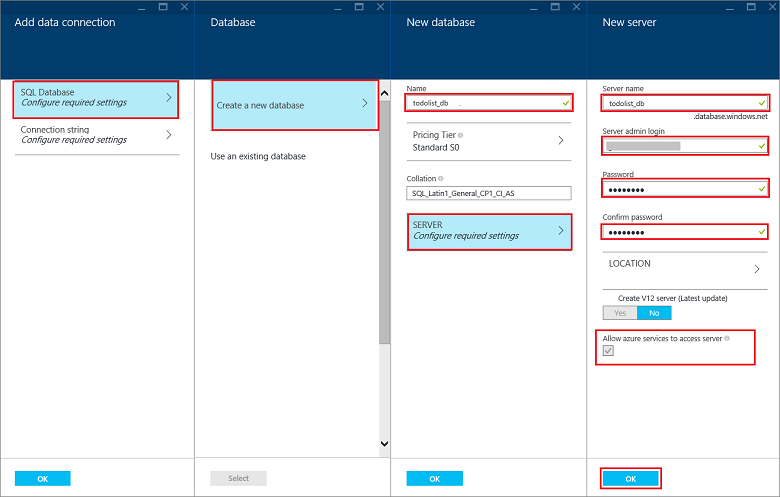 Add data connection
SQL Database
Configure required settings
Connection string
Configure required settings
OK
Database
Create a new database
Use an existing database
Select
New database
Name
todolist_db
Pricing Tier
Standard S0
Collation
SQL_Latin1_General_CP1_CI_AS
SERVER
Configure required settings
OK
New server
Server name
todolist_db
.database.windows.net
Server admin login
Password
Confirm password
LOCATION
Create V12 server (Latest update)
Yes No
Allow azure services to access server
OK